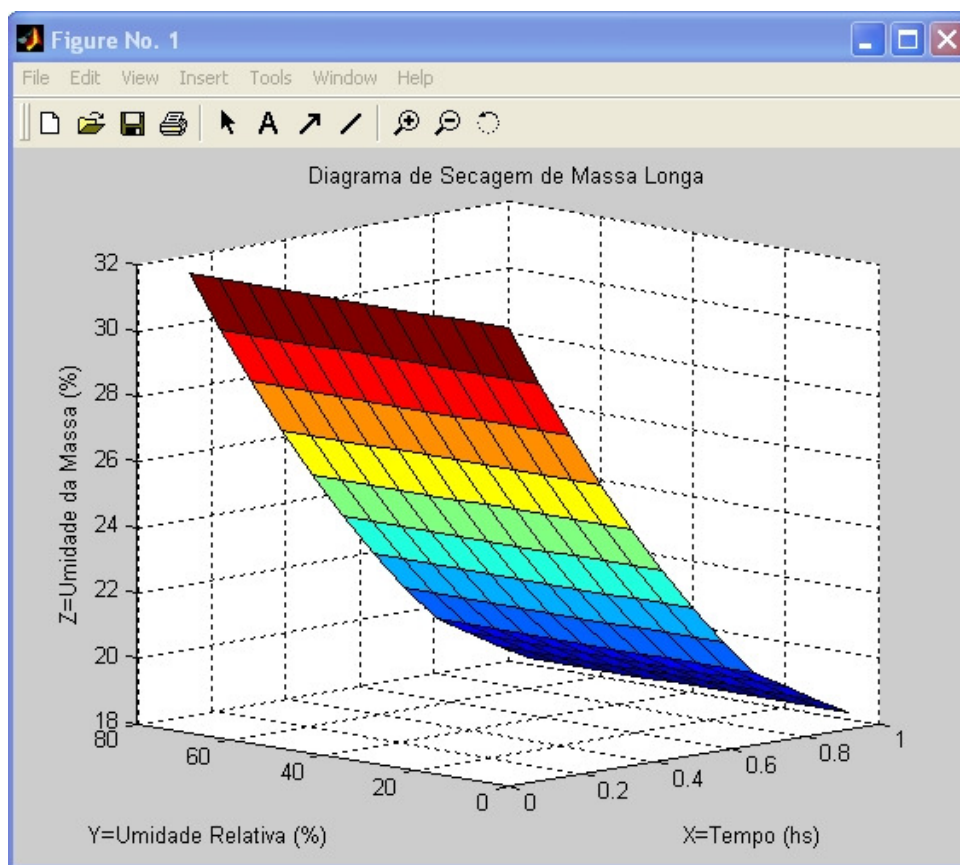 Figure No. 1
File Edit View Insert Tools Window Help
A
Diagrama de Secagem de Massa Longa
Z=Umidade da Massa (%)
32
30
28
26
24
22
20
18
80
60
40
20
0
0
0.2
0.4
0.6
0.8
1
Y=Umidade Relativa (%)
X=Tempo (hs)